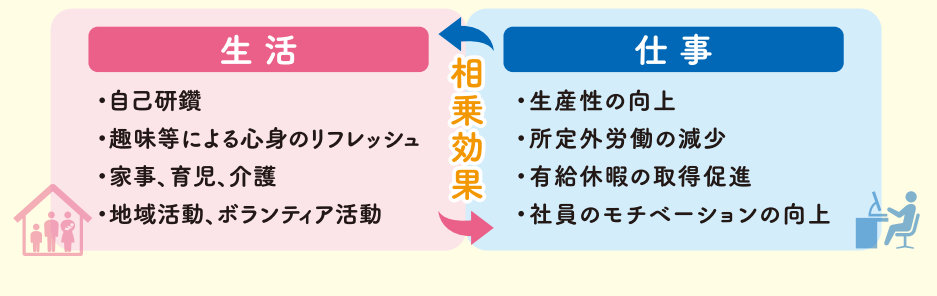 生活
・自己研鑽
・趣味等による心身のリフレッシュ
・家事、育児、介護
・地域活動、ボランティア活動
相乗効果
仕事
・生産性の向上
・所定外労働の減少
・有給休暇の取得促進
・社員のモチベーションの向上